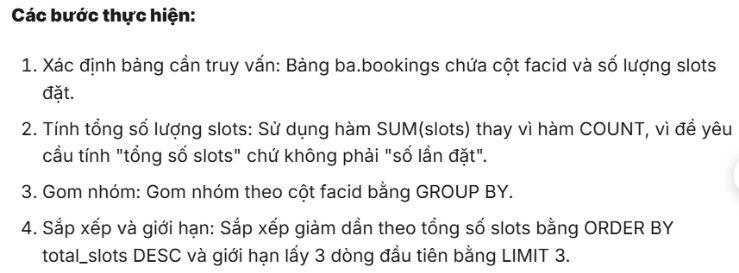 Các bước thực hiện:
1. Xác định bảng cần truy vấn: Bảng ba.bookings chứa cột facid và số lượng slots
đặt.
2. Tính tổng số lượng slots: Sử dụng hàm SUM(slots) thay vì hàm COUNT, vì đề yêu
cầu tính "tổng số slots" chứ không phải "số lần đặt".
3. Gom nhóm: Gom nhóm theo cột facid bằng GROUP BY.
4. Sắp xếp và giới hạn: Sắp xếp giảm dần theo tổng số slots bằng ORDER BY
total_slots DESC và giới hạn lấy 3 dòng đầu tiên bằng LIMIT 3.